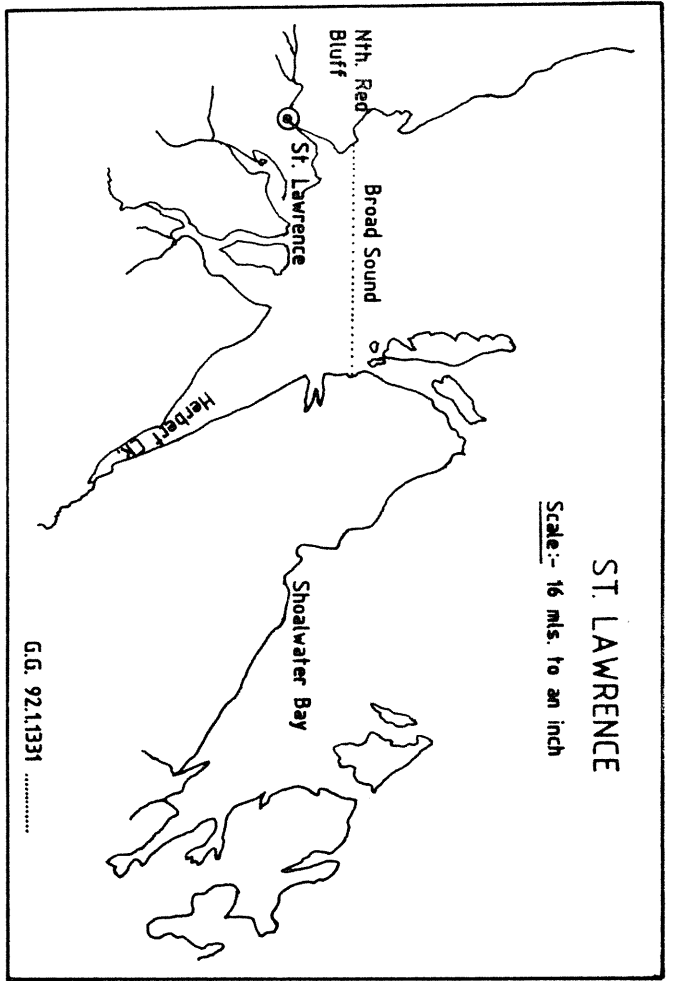 ST. LAWRENCE
Scale:- 16 mls. to an inch
Nth. Red
Bluff
Broad Sound
St. Lawrence
Herbert Ck.
Shoalwater Bay
G.G. 92.1.1331 .............